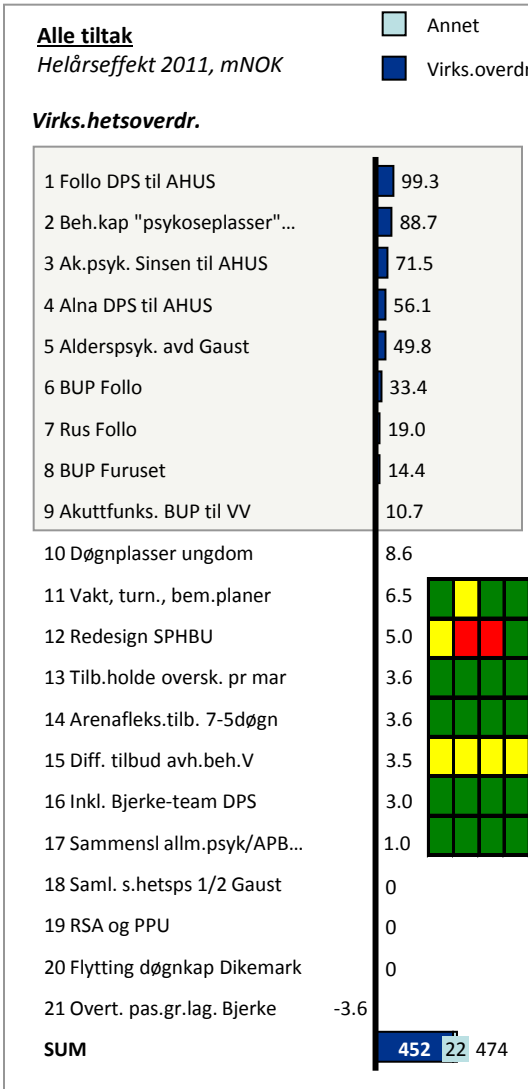 Alle tiltak
Helårseffekt 2011, mNOK
Annet
Virks.overdr
Virks.hetsoverdr.
1 Follo DPS til AHUS 99.3
2 Beh.kap "psykoseplasser"... 88.7
3 Ak.psyk. Sinsen til AHUS 71.5
4 Alna DPS til AHUS 56.1
5 Alderspsyk. avd Gaust 49.8
6 BUP Follo 33.4
7 Rus Follo 19.0
8 BUP Furuset 14.4
9 Akuttfunks. BUP til VV 10.7
10 Døgnplasser ungdom 8.6
11 Vakt, turn., bem.planer 6.5
12 Redesign SPHBU 5.0
13 Tilb.holde oversk. pr mar 3.6
14 Arenafleks.tilb. 7-5døgn 3.6
15 Diff. tilbud avh.beh.V 3.5
16 Inkl. Bjerke-team DPS 3.0
17 Sammensl allm.psyk/APB... 1.0
18 Saml. s.hetsps 1/2 Gaust 0
19 RSA og PPU 0
20 Flytting døgnkap Dikemark 0
21 Overt. pas.gr.lag. Bjerke -3.6
SUM 452 22 474